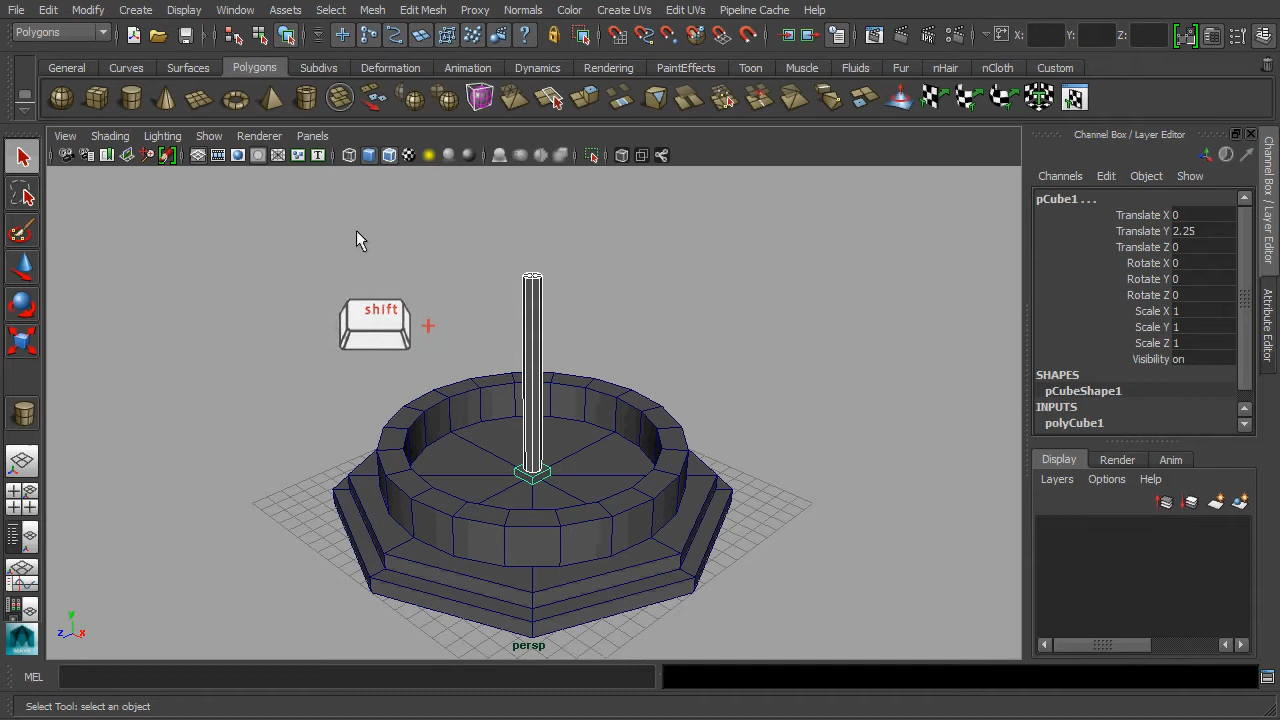 File Edit Modify Create Display Window Assets Select Mesh Edit Mesh Proxy Normals Color Create UVs Edit UVs Pipeline Cache Help
Polygons X: Y: Z:
General Curves Surfaces Polygons Subdivs Deformation Animation Dynamics Rendering PaintEffects Toon Muscle Fluids Fur nHair nCloth Custom
View Shading Lighting Show Renderer Panels
Channel Box / Layer Editor
Channels Edit Object Show
pCube1 . . .
Translate X 0
Translate Y 2.25
Translate Z 0
Rotate X 0
Rotate Y 0
Rotate Z 0
Scale X 1
Scale Y 1
Scale Z 1
Visibility on
SHAPES
pCubeShape1
INPUTS
polyCube1
Display Render Anim
Layers Options Help
Channel Box / Layer Editor
Attribute Editor
shift +
y
z x
persp
MEL
Select Tool: select an object